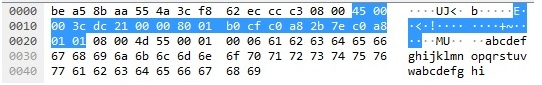 0000 be a5 8b aa 55 4a 3c f8 62 ec cc c3 08 00 45 00 ····UJ<· b·····E·
0010 00 3c dc 21 00 00 80 01 b0 cf c0 a8 2b 7e c0 a8 ·<·!···· ····+~··
0020 01 01 08 00 4d 55 00 01 00 06 61 62 63 64 65 66 ····MU·· ··abcdef
0030 67 68 69 6a 6b 6c 6d 6e 6f 70 71 72 73 74 75 76 ghijklmn opqrstuv
0040 77 61 62 63 64 65 66 67 68 69 wabcdefg hi